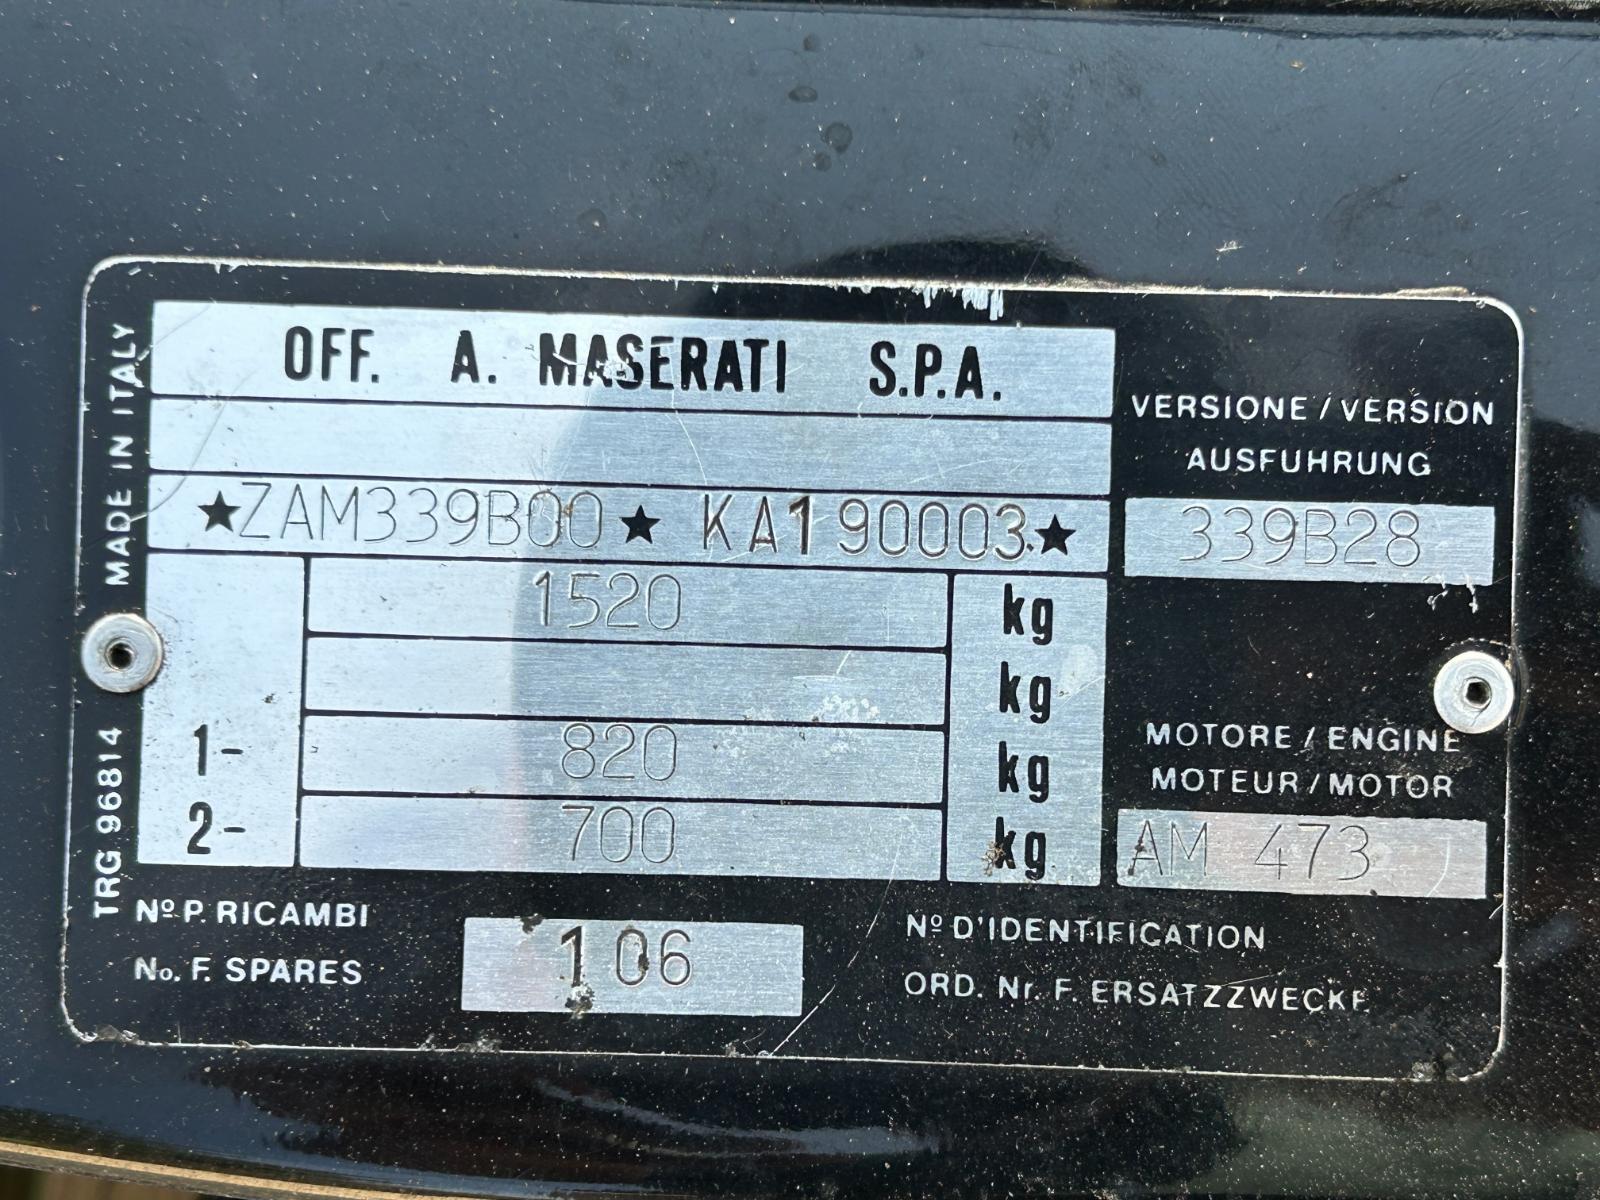 OFF. A. MASERATI S.P.A.
★ZAM339B00★ KA190003★
1520 kg
kg
1- 820 kg
2- 700 kg
MADE IN ITALY
TRG 96814
VERSIONE / VERSION
AUSFUHRUNG
339B28
MOTORE / ENGINE
MOTEUR / MOTOR
AM 473
Nº P. RICAMBI
No. F. SPARES
106
Nº D'IDENTIFICATION
ORD. Nr. F. ERSATZZWECKE